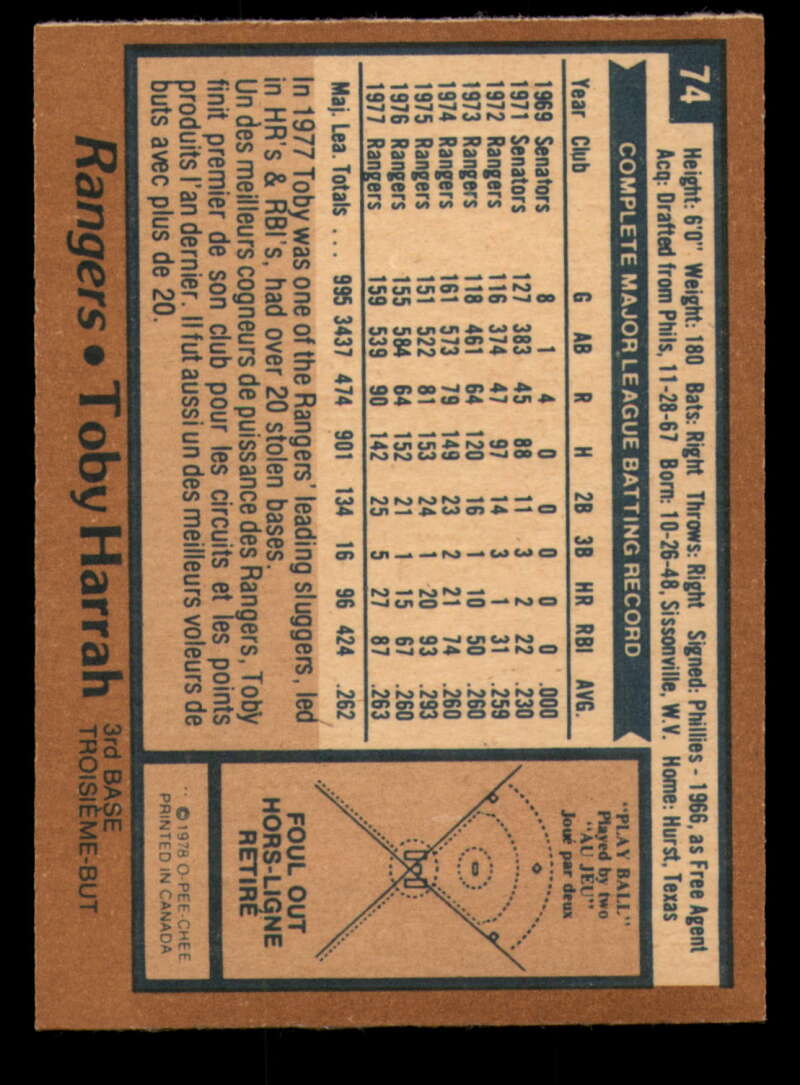 74
Height: 6'0" Weight: 180 Bats: Right Throws: Right Signed: Phillies - 1966, as Free Agent
Acq: Drafted from Phils, 11-28-67 Born: 10-26-48, Sissonville, W.V. Home: Hurst, Texas
COMPLETE MAJOR LEAGUE BATTING RECORD
Year Club G AB R H 2B 3B HR RBI AVG.
1969 Senators 8 1 4 0 0 0 0 0 .000
1971 Senators 127 383 45 88 11 3 2 22 .230
1972 Rangers 116 374 47 97 14 3 1 31 .259
1973 Rangers 118 461 64 120 16 1 10 50 .260
1974 Rangers 161 573 79 149 23 2 21 74 .260
1975 Rangers 151 522 81 153 24 1 20 93 .293
1976 Rangers 155 584 64 152 21 1 15 67 .260
1977 Rangers 159 539 90 142 25 5 27 87 .263
Maj. Lea. Totals . . . 995 3437 474 901 134 16 96 424 .262
In 1977 Toby was one of the Rangers' leading sluggers, led
in HR's & RBI's, had over 20 stolen bases.
Un des meilleurs cogneurs de puissance des Rangers, Toby
finit premier de son club pour les circuits et les points
produits l'an dernier. Il fut aussi un des meilleurs voleurs de
buts avec plus de 20.
"PLAY BALL"
Played by two
"AU JEU"
Joué par deux
FOUL OUT
HORS-LIGNE
RETIRÉ
© 1978 O-PEE-CHEE
PRINTED IN CANADA
Rangers • Toby Harrah
3rd BASE
TROISIÈME-BUT